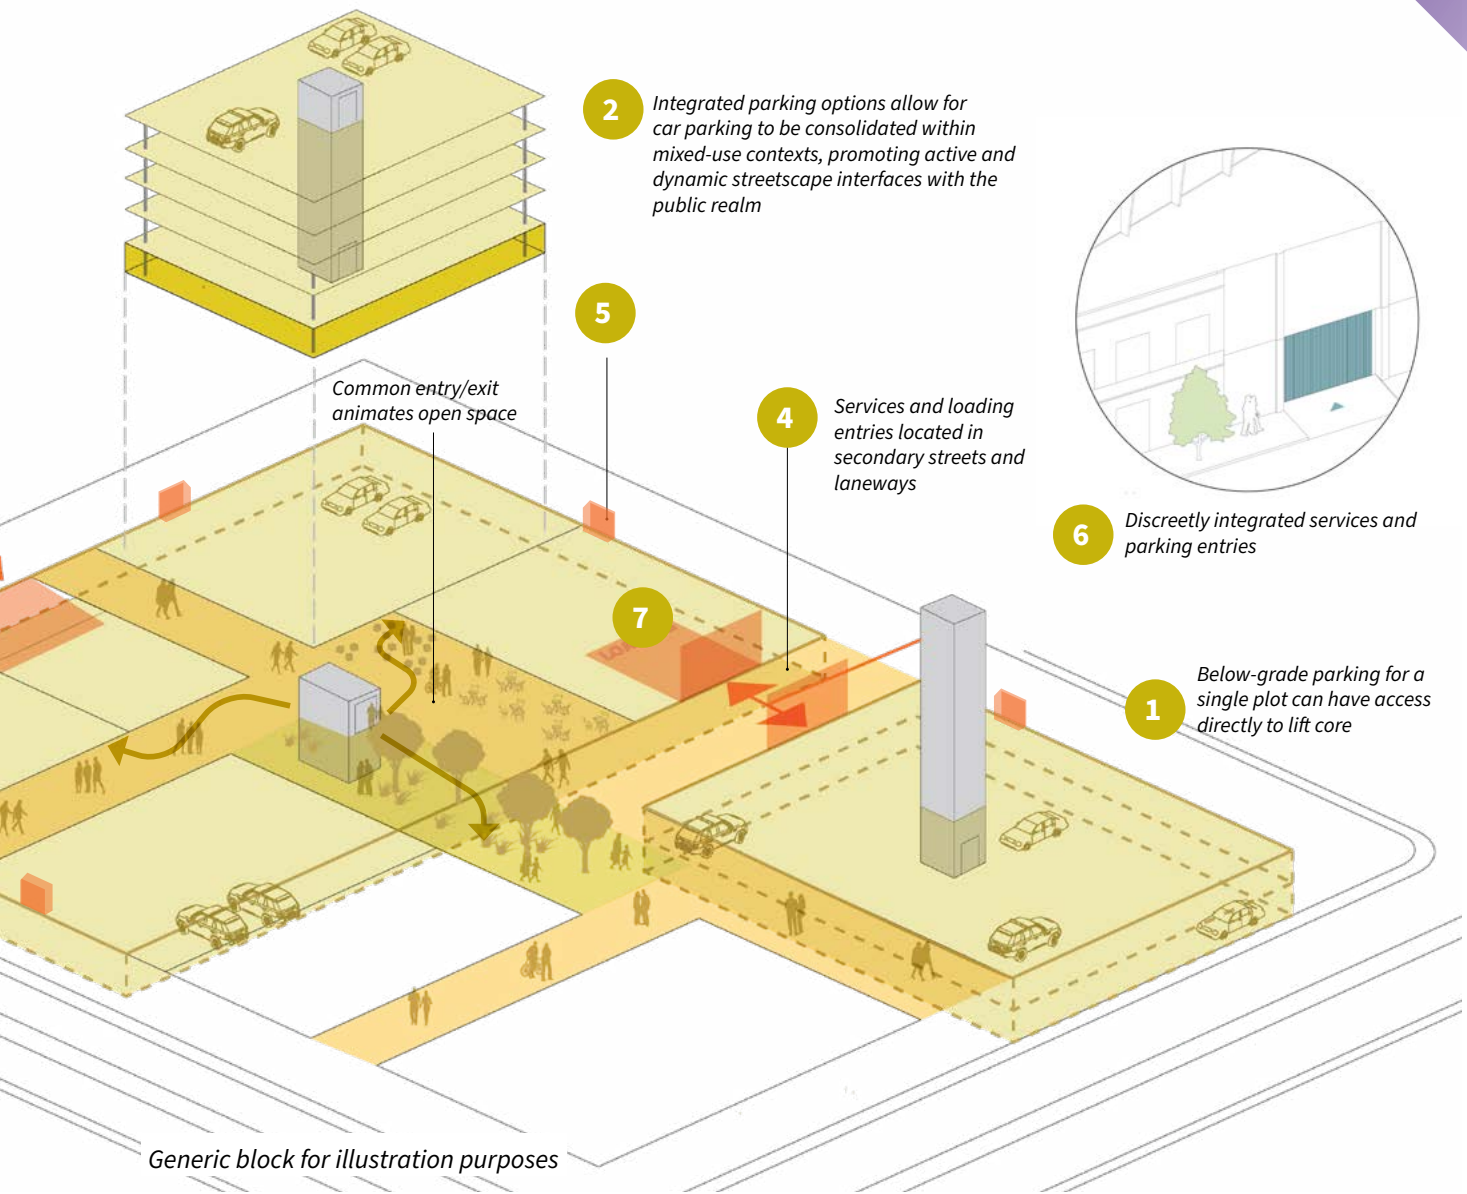 2
Integrated parking options allow for
car parking to be consolidated within
mixed-use contexts, promoting active and
dynamic streetscape interfaces with the
public realm
5
Common entry/exit
animates open space
4
Services and loading
entries located in
secondary streets and
laneways
6
Discreetly integrated services and
parking entries
7
1
Below-grade parking for a
single plot can have access
directly to lift core
Generic block for illustration purposes